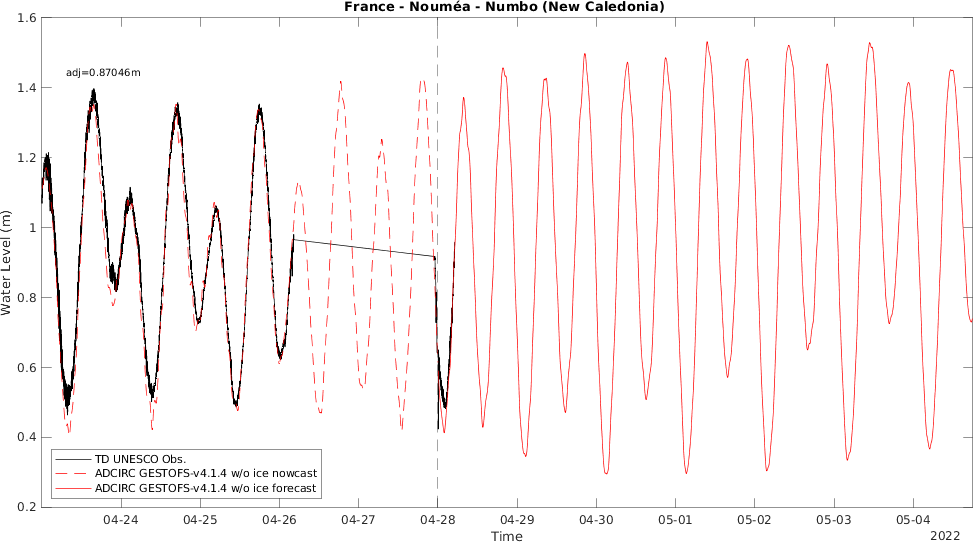 France - Nouméa - Numbo (New Caledonia)
adj=0.87046m
Water Level (m)
1.6
1.4
1.2
1
0.8
0.6
0.4
0.2
TD UNESCO Obs.
ADCIRC GESTOFS-v4.1.4 w/o ice nowcast
ADCIRC GESTOFS-v4.1.4 w/o ice forecast
04-24 04-25 04-26 04-27 04-28 04-29 04-30 05-01 05-02 05-03 05-04
Time
2022